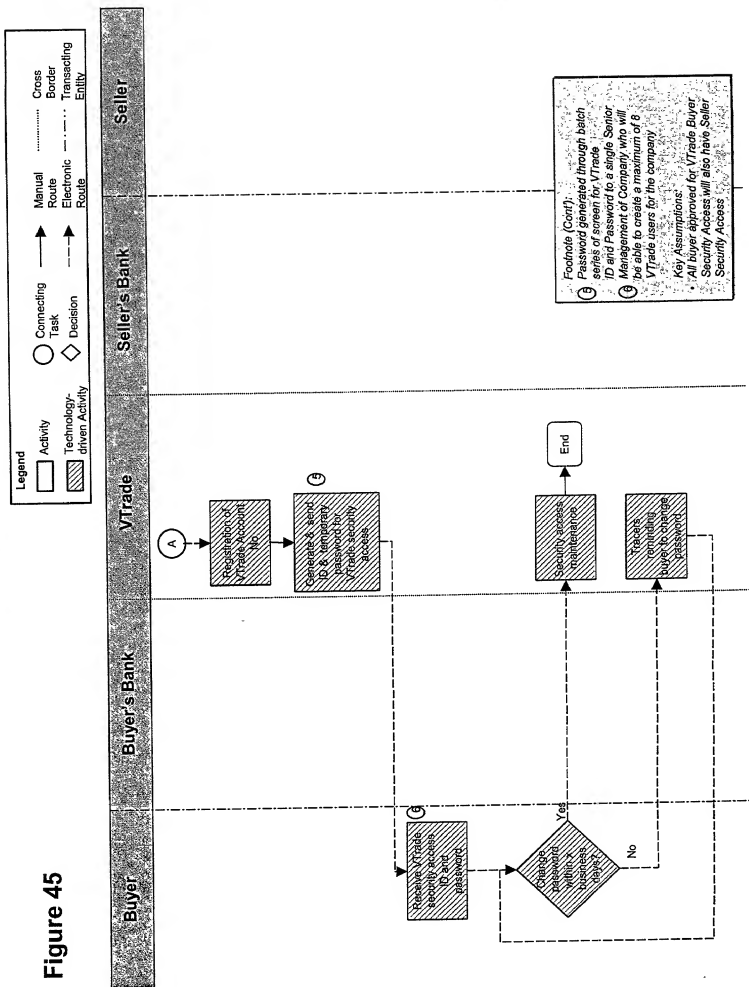 Figure 45
Legend
Activity
Technology-
driven Activity
Connecting
Task
Decision
Manual
Route
Electronic
Route
Cross
Border
Transacting
Entity
Buyer
Buyer's Bank
VTrade
Seller's Bank
Seller
A
Registration of
VTrade Account
No.
Generate & send
ID & temporary
password for
VTrade security
access
5
Receive VTrade
security access
ID and
password
6
Change
password
within x
business
days?
Yes
No
Security access
maintenance
End
Tracers
reminding
buyer to change
password
Footnote (Cont'):
5 Password generated through batch
series of screen for VTrade
6 ID and Password to a single Senior
Management of Company who will
be able to create a maximum of 8
VTrade users for the company
Key Assumptions:
• All buyer approved for VTrade Buyer
Security Access will also have Seller
Security Access